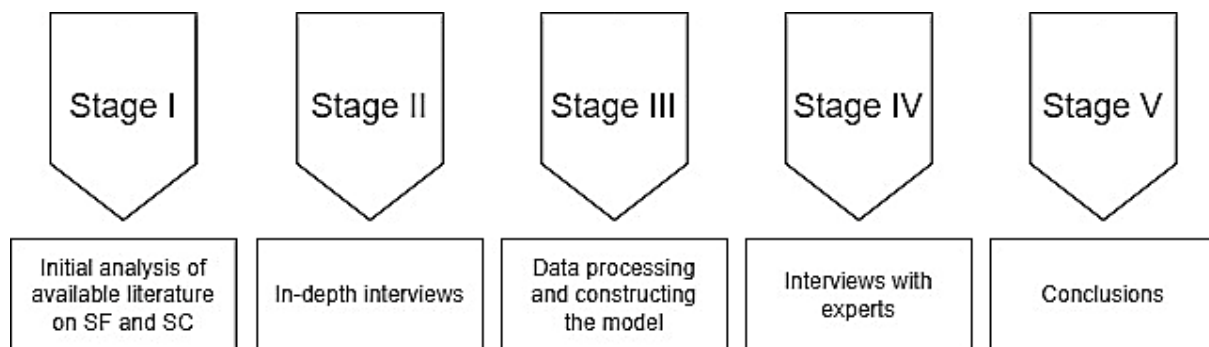 Stage I
Stage II
Stage III
Stage IV
Stage V
Initial analysis of
available literature
on SF and SC
In-depth interviews
Data processing
and constructing
the model
Interviews with
experts
Conclusions